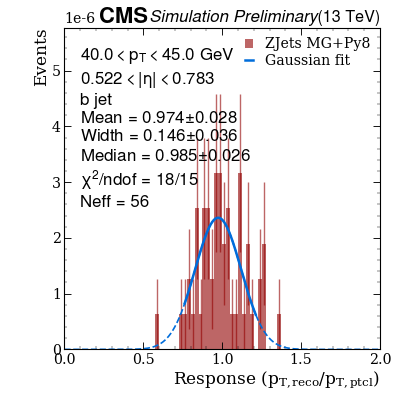 1e-6 CMS Simulation Preliminary (13 TeV)
Events
40.0 < p_T < 45.0 GeV
0.522 < |η| < 0.783
b jet
Mean = 0.974±0.028
Width = 0.146±0.036
Median = 0.985±0.026
χ²/ndof = 18/15
Neff = 56
ZJets MG+Py8
Gaussian fit
5
4
3
2
1
0
0.0 0.5 1.0 1.5 2.0
Response (p_T,reco/p_T,ptcl)